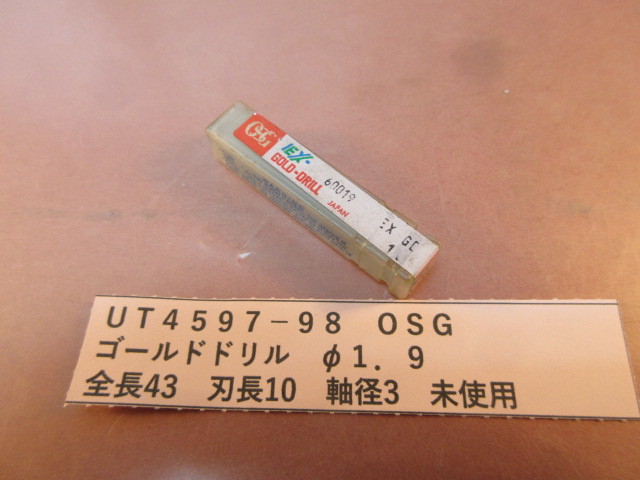 OSG
EX-
GOLD-DRILL
60019
JAPAN
EX GD
UT4597-98 OSG
ゴールドドリル φ1.9
全長43 刃長10 軸径3 未使用